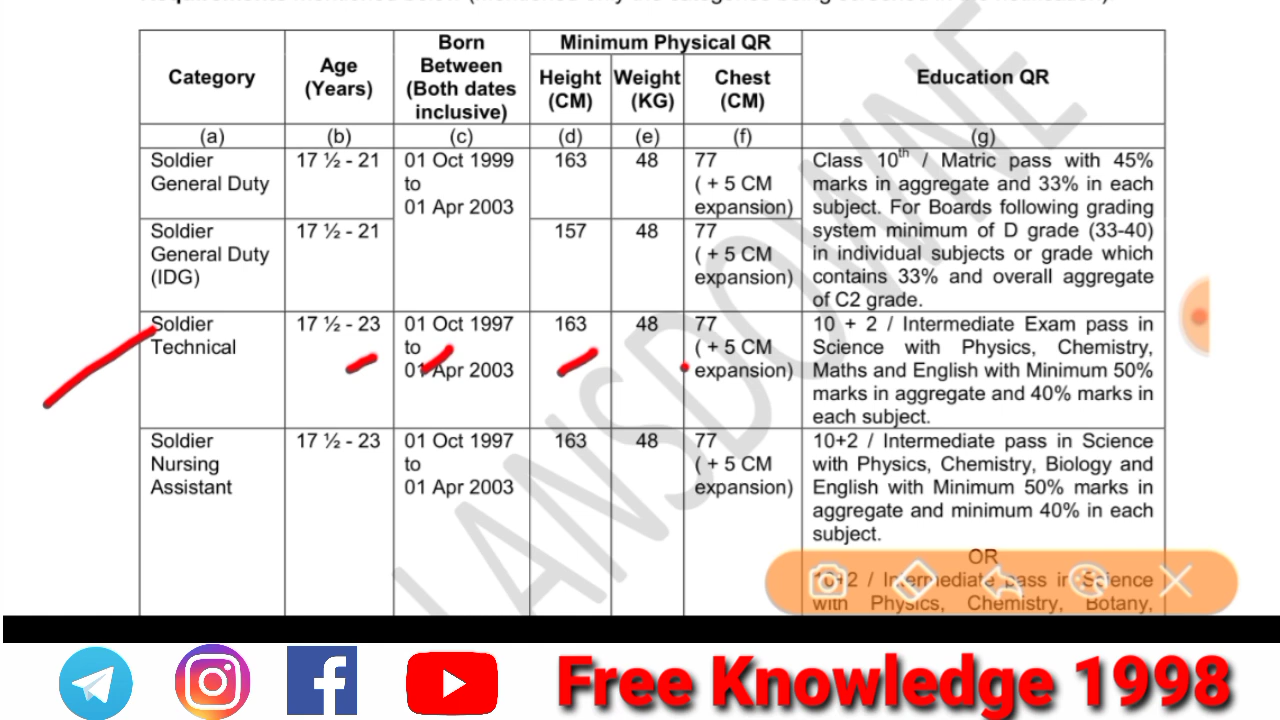 Category
Age
(Years)
Born
Between
(Both dates
inclusive)
Minimum Physical QR
Height
(CM)
Weight
(KG)
Chest
(CM)
Education QR
(a)
(b)
(c)
(d)
(e)
(f)
(g)
Soldier
General Duty
17 ½ - 21
01 Oct 1999
to
01 Apr 2003
163
48
77
( + 5 CM
expansion)
Class 10th / Matric pass with 45%
marks in aggregate and 33% in each
subject. For Boards following grading
system minimum of D grade (33-40)
in individual subjects or grade which
contains 33% and overall aggregate
of C2 grade.
Soldier
General Duty
(IDG)
17 ½ - 21
157
48
77
( + 5 CM
expansion)
Soldier
Technical
17 ½ - 23
01 Oct 1997
to
01 Apr 2003
163
48
77
( + 5 CM
expansion)
10 + 2 / Intermediate Exam pass in
Science with Physics, Chemistry,
Maths and English with Minimum 50%
marks in aggregate and 40% marks in
each subject.
Soldier
Nursing
Assistant
17 ½ - 23
01 Oct 1997
to
01 Apr 2003
163
48
77
( + 5 CM
expansion)
10+2 / Intermediate pass in Science
with Physics, Chemistry, Biology and
English with Minimum 50% marks in
aggregate and minimum 40% in each
subject.
OR
10+2 / Intermediate pass in Science
with Physics, Chemistry, Botany,
LANSDOWNE
Free Knowledge 1998